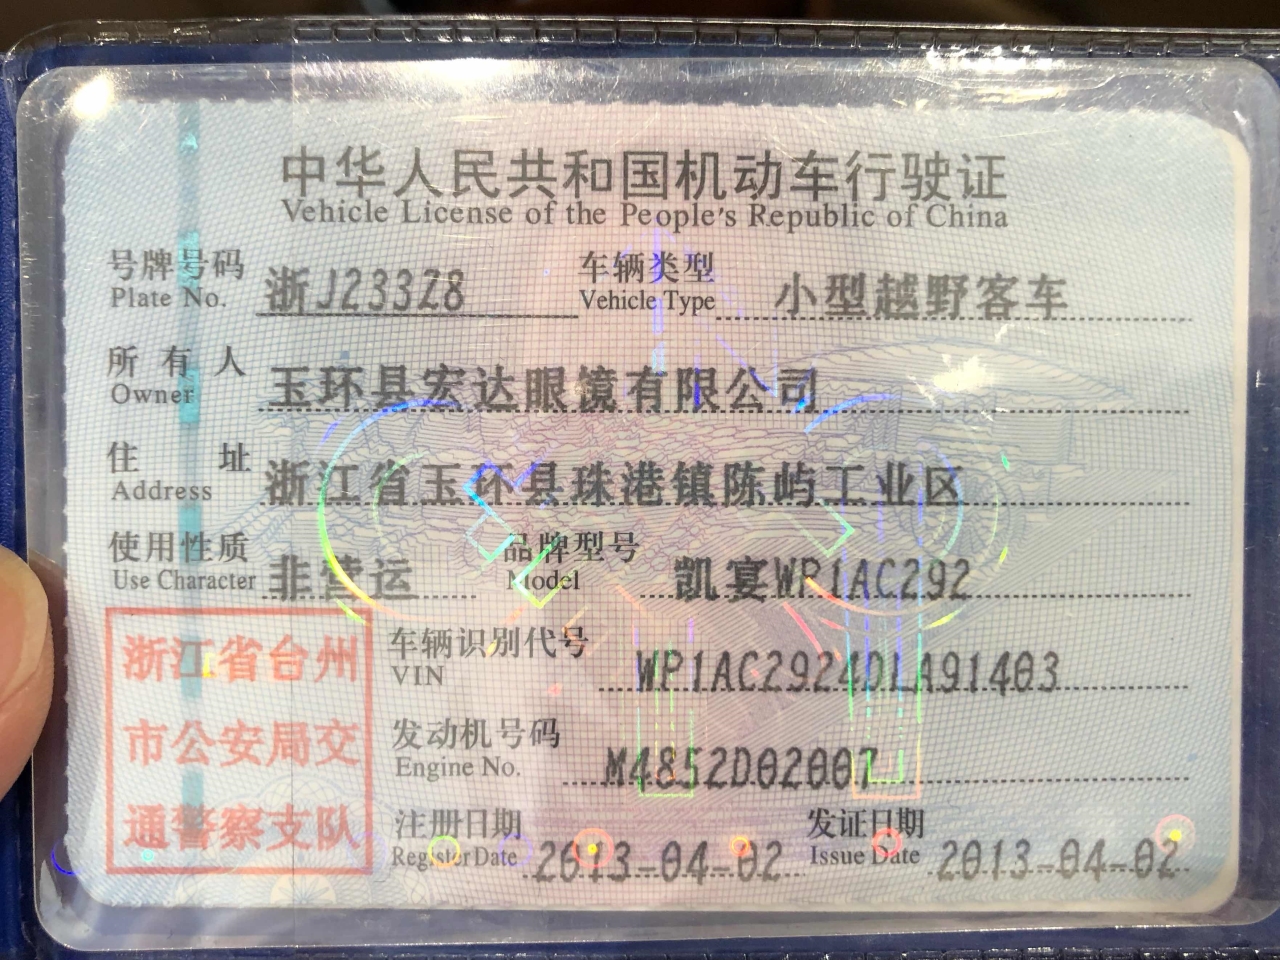 中华人民共和国机动车行驶证
Vehicle License of the People's Republic of China
号牌号码 浙J233Z8 车辆类型 小型越野客车
Plate No. Vehicle Type
所有人 玉环县宏达眼镜有限公司
Owner
住址 浙江省玉环县珠港镇陈屿工业区
Address
使用性质 非营运 品牌型号 凯宴WP1AC292
Use Character Model
浙江省台州
市公安局交
通警察支队
车辆识别代号 WP1AC2924DLA91403
VIN
发动机号码 M4852D02007
Engine No.
注册日期 2013-04-02 发证日期 2013-04-02
Register Date Issue Date